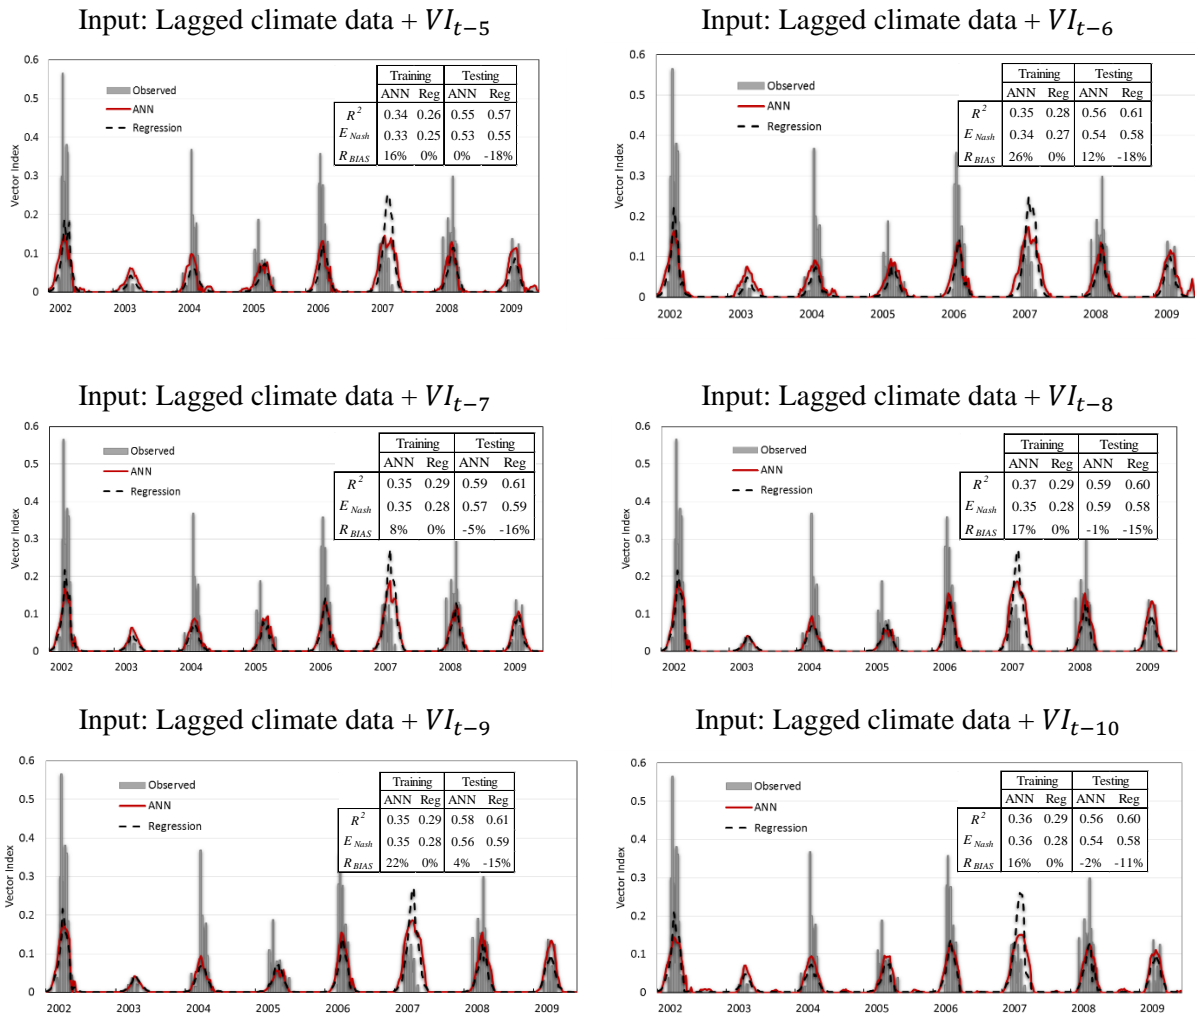 Input: Lagged climate data + VI_{t−5}
Vector Index
0.6
0.5
0.4
0.3
0.2
0.1
0
Observed
ANN
Regression
Training Testing
ANN Reg ANN Reg
R² 0.34 0.26 0.55 0.57
E_Nash 0.33 0.25 0.53 0.55
R_BIAS 16% 0% 0% -18%
2002 2003 2004 2005 2006 2007 2008 2009
Input: Lagged climate data + VI_{t−6}
0.6
0.5
0.4
0.3
0.2
0.1
0
Observed
ANN
Regression
Training Testing
ANN Reg ANN Reg
R² 0.35 0.28 0.56 0.61
E_Nash 0.34 0.27 0.54 0.58
R_BIAS 26% 0% 12% -18%
2002 2003 2004 2005 2006 2007 2008 2009
Input: Lagged climate data + VI_{t−7}
Vector Index
0.6
0.5
0.4
0.3
0.2
0.1
0
Observed
ANN
Regression
Training Testing
ANN Reg ANN Reg
R² 0.35 0.29 0.59 0.61
E_Nash 0.35 0.28 0.57 0.59
R_BIAS 8% 0% -5% -16%
2002 2003 2004 2005 2006 2007 2008 2009
Input: Lagged climate data + VI_{t−8}
0.6
0.5
0.4
0.3
0.2
0.1
0
Observed
ANN
Regression
Training Testing
ANN Reg ANN Reg
R² 0.37 0.29 0.59 0.60
E_Nash 0.35 0.28 0.59 0.58
R_BIAS 17% 0% -1% -15%
2002 2003 2004 2005 2006 2007 2008 2009
Input: Lagged climate data + VI_{t−9}
Vector Index
0.6
0.5
0.4
0.3
0.2
0.1
0
Observed
ANN
Regression
Training Testing
ANN Reg ANN Reg
R² 0.35 0.29 0.58 0.61
E_Nash 0.35 0.28 0.56 0.59
R_BIAS 22% 0% 4% -15%
2002 2003 2004 2005 2006 2007 2008 2009
Input: Lagged climate data + VI_{t−10}
0.6
0.5
0.4
0.3
0.2
0.1
0
Observed
ANN
Regression
Training Testing
ANN Reg ANN Reg
R² 0.36 0.29 0.56 0.60
E_Nash 0.36 0.28 0.54 0.58
R_BIAS 16% 0% -2% -11%
2002 2003 2004 2005 2006 2007 2008 2009